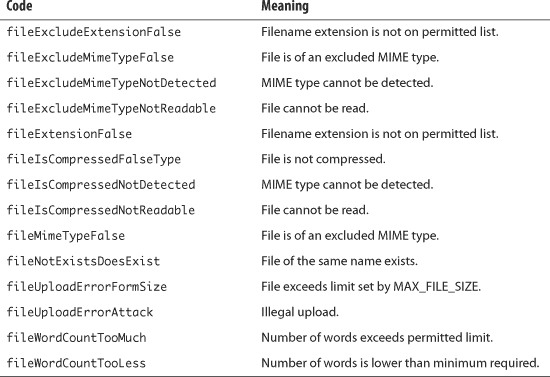 Code Meaning
fileExcludeExtensionFalse Filename extension is not on permitted list.
fileExcludeMimeTypeFalse File is of an excluded MIME type.
fileExcludeMimeTypeNotDetected MIME type cannot be detected.
fileExcludeMimeTypeNotReadable File cannot be read.
fileExtensionFalse Filename extension is not on permitted list.
fileIsCompressedFalseType File is not compressed.
fileIsCompressedNotDetected MIME type cannot be detected.
fileIsCompressedNotReadable File cannot be read.
fileMimeTypeFalse File is of an excluded MIME type.
fileNotExistsDoesExist File of the same name exists.
fileUploadErrorFormSize File exceeds limit set by MAX_FILE_SIZE.
fileUploadErrorAttack Illegal upload.
fileWordCountTooMuch Number of words exceeds permitted limit.
fileWordCountTooLess Number of words is lower than minimum required.